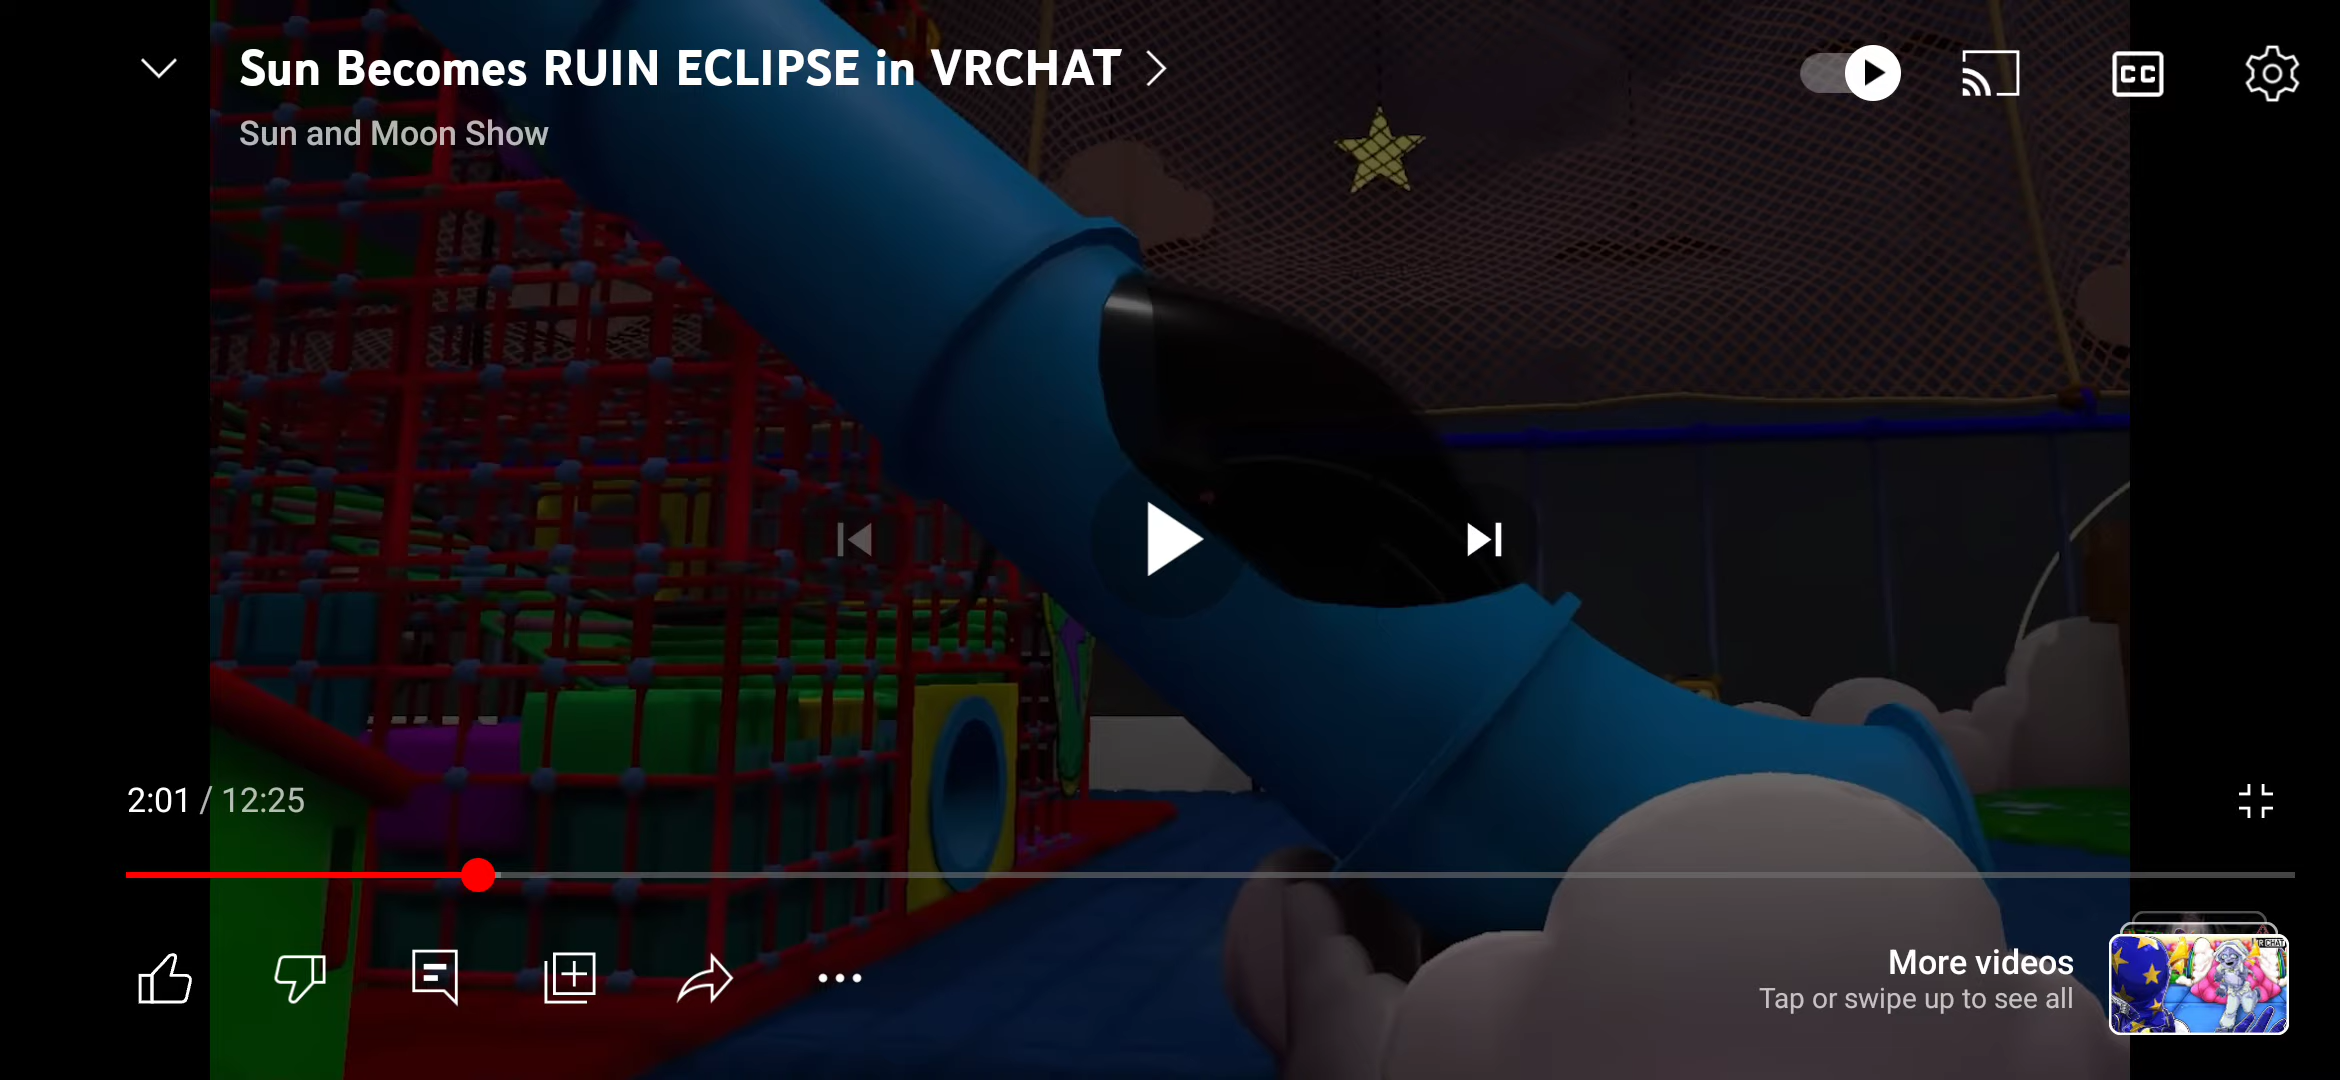 Sun Becomes RUIN ECLIPSE in VRCHAT
Sun and Moon Show
CC
2:01 / 12:25
More videos
Tap or swipe up to see all